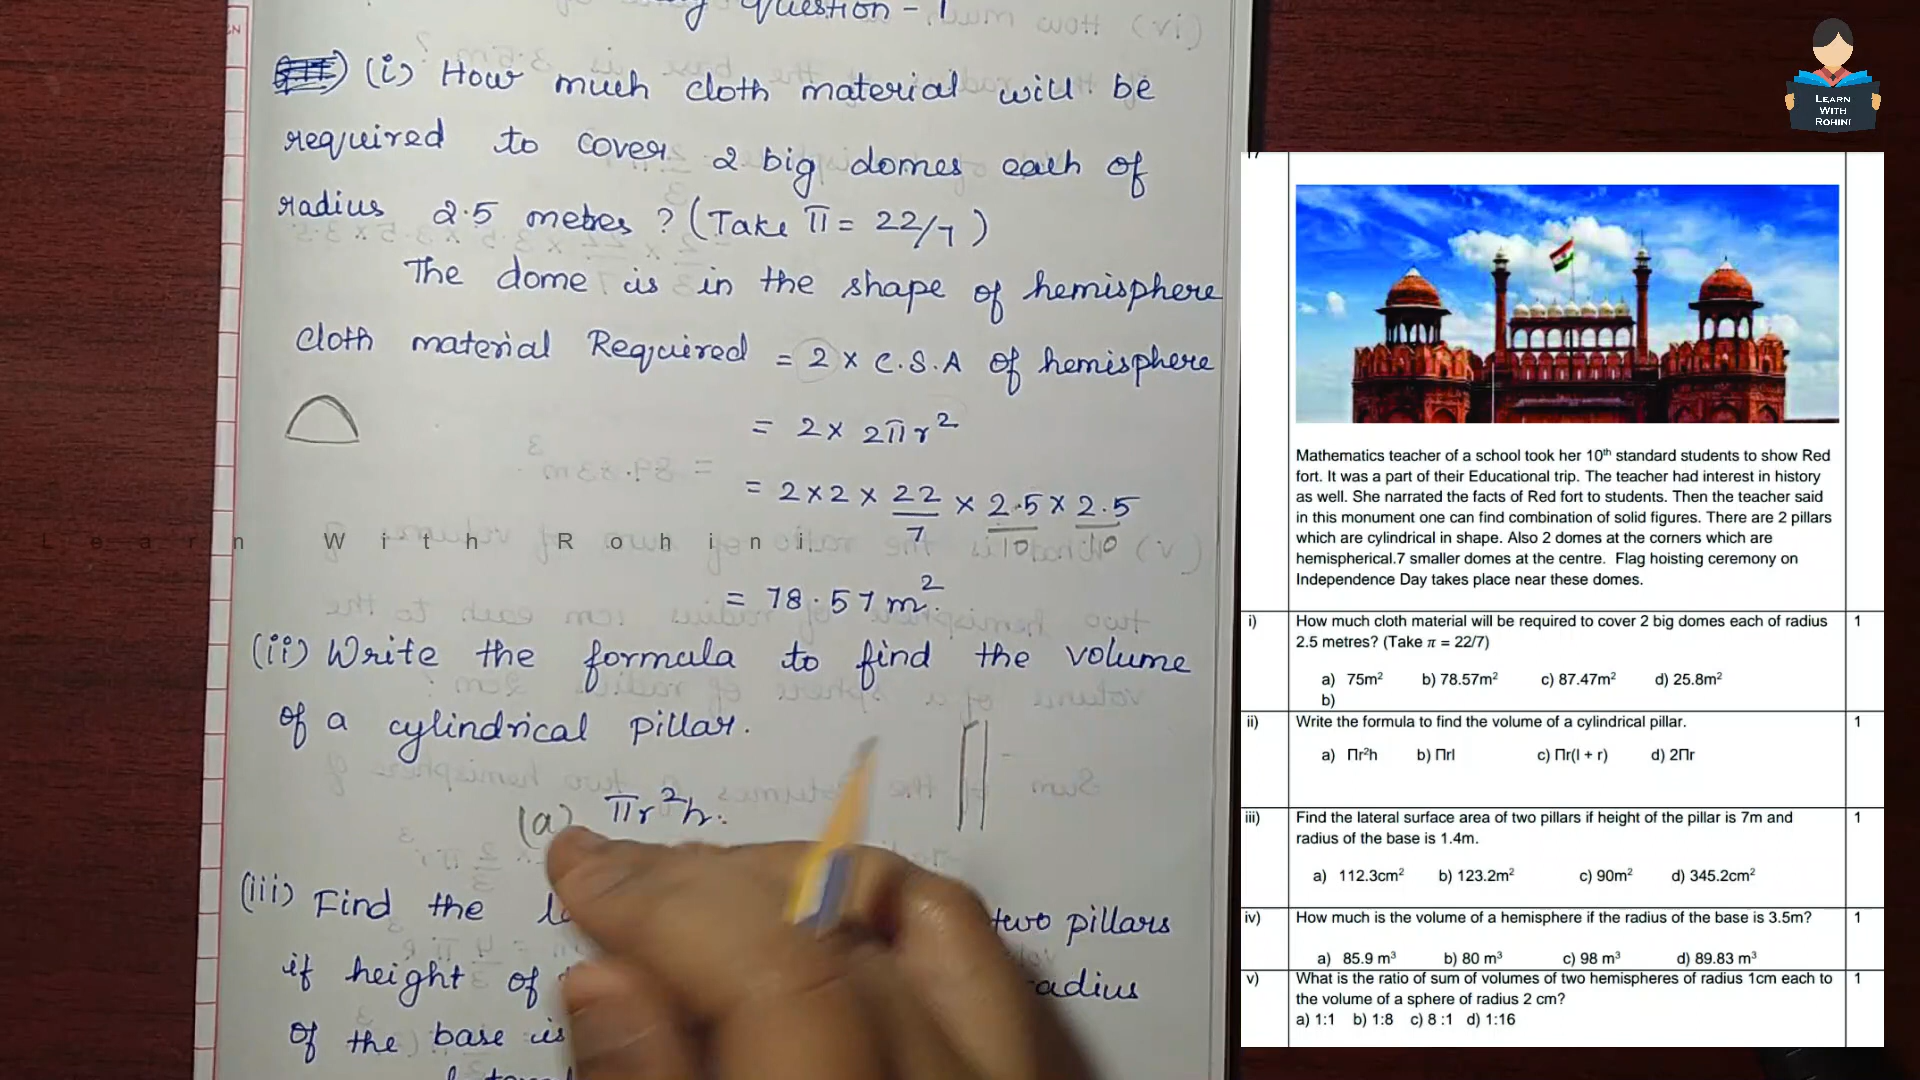 Question - 1
(i) How much cloth material will be
required to cover 2 big domes each of
radius 2.5 metres ? (Take π = 22/7)
The dome is in the shape of hemisphere
Cloth material Required = 2 × C.S.A of hemisphere
= 2 × 2πr²
= 2 × 2 × 22/7 × 2.5/10 × 2.5/10
= 78.57 m².
(ii) Write the formula to find the volume
of a cylindrical pillar.
(a) πr²h.
(iii) Find the two pillars
if height of radius
of the base is
Learn With Rohini
LEARN
WITH
ROHINI
17
Mathematics teacher of a school took her 10th standard students to show Red
fort. It was a part of their Educational trip. The teacher had interest in history
as well. She narrated the facts of Red fort to students. Then the teacher said
in this monument one can find combination of solid figures. There are 2 pillars
which are cylindrical in shape. Also 2 domes at the corners which are
hemispherical.7 smaller domes at the centre. Flag hoisting ceremony on
Independence Day takes place near these domes.
i) How much cloth material will be required to cover 2 big domes each of radius 1
2.5 metres? (Take π = 22/7)
a) 75m² b) 78.57m² c) 87.47m² d) 25.8m²
b)
ii) Write the formula to find the volume of a cylindrical pillar. 1
a) Πr²h b) Πrl c) Πr(l + r) d) 2Πr
iii) Find the lateral surface area of two pillars if height of the pillar is 7m and 1
radius of the base is 1.4m.
a) 112.3cm² b) 123.2m² c) 90m² d) 345.2cm²
iv) How much is the volume of a hemisphere if the radius of the base is 3.5m? 1
a) 85.9 m³ b) 80 m³ c) 98 m³ d) 89.83 m³
v) What is the ratio of sum of volumes of two hemispheres of radius 1cm each to 1
the volume of a sphere of radius 2 cm?
a) 1:1 b) 1:8 c) 8 :1 d) 1:16